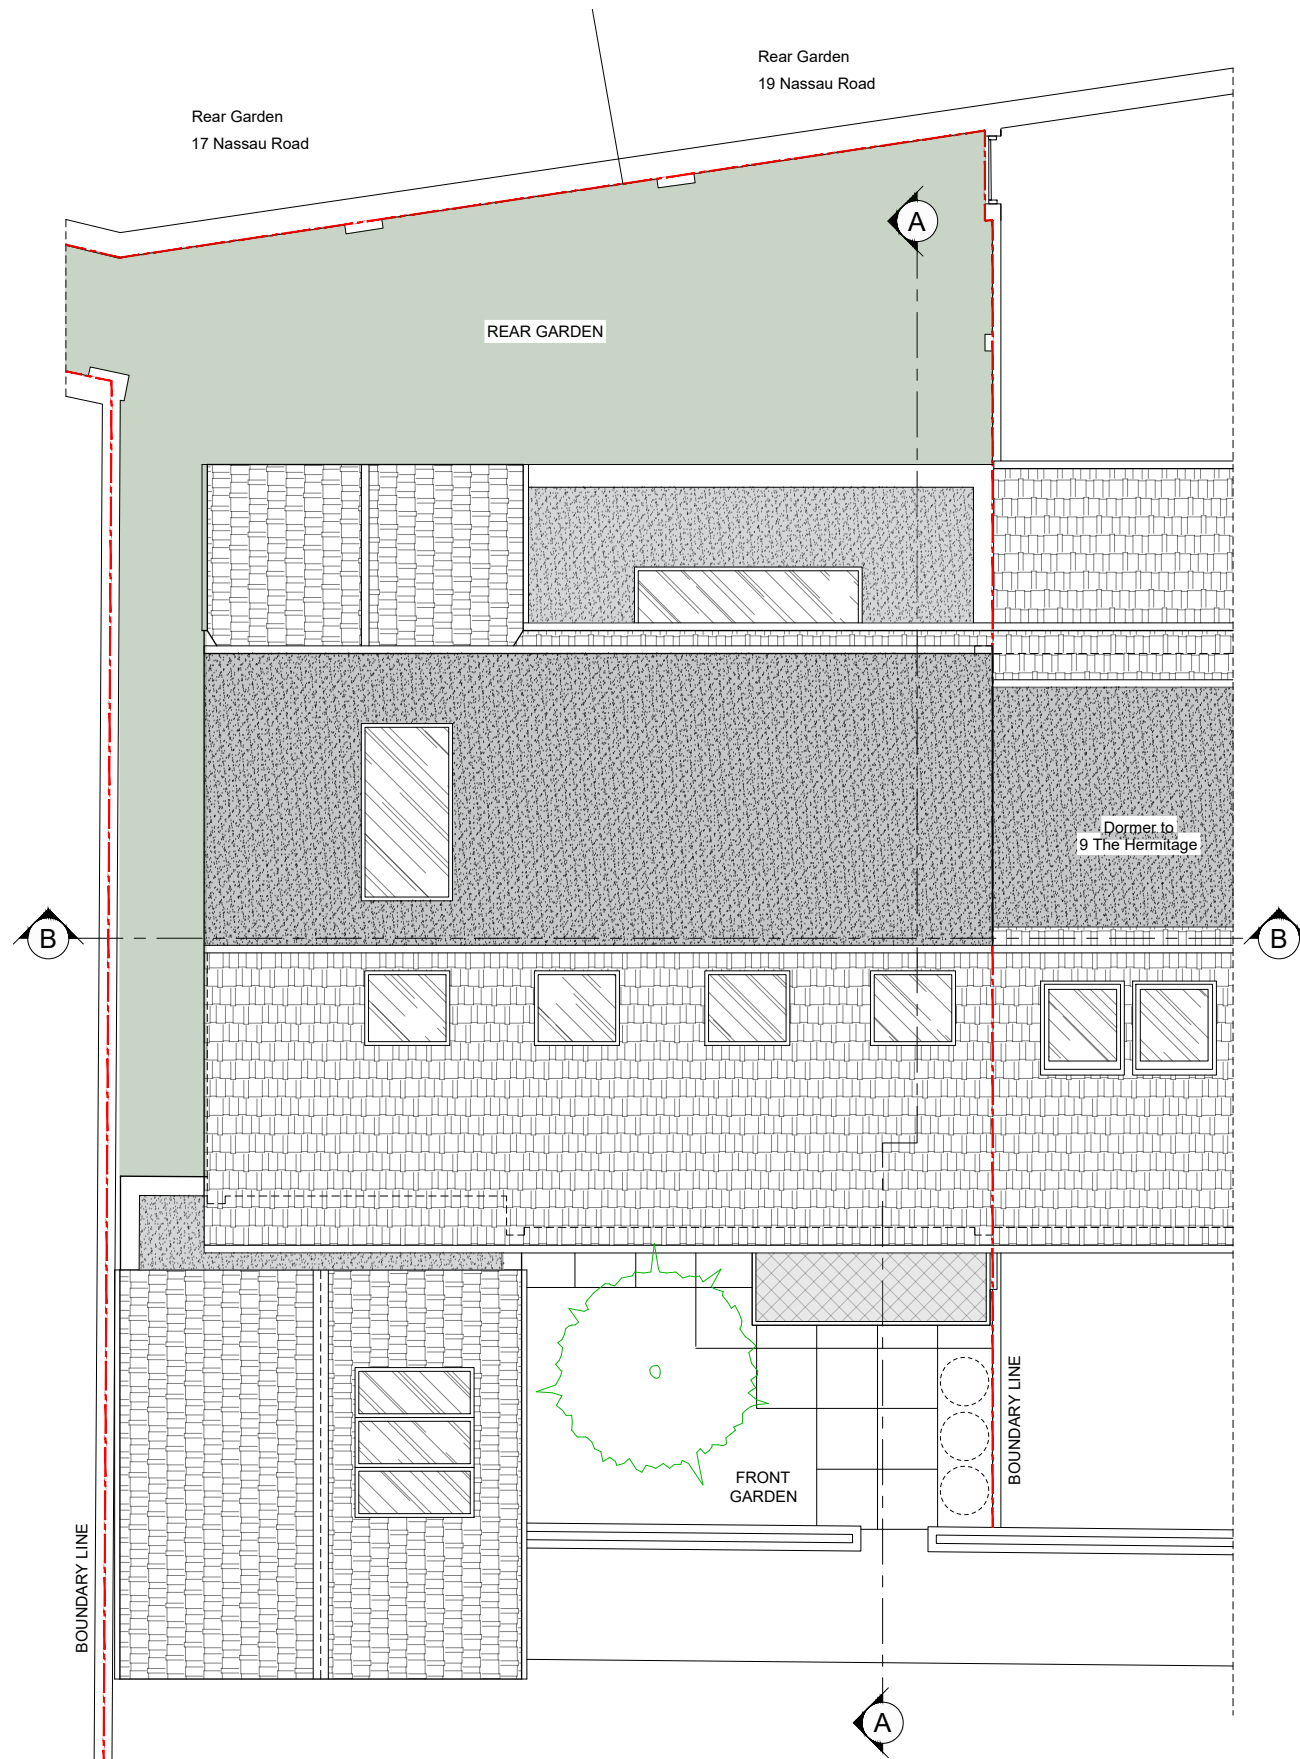 Rear Garden
19 Nassau Road
Rear Garden
17 Nassau Road
A
REAR GARDEN
Dormer to
9 The Hermitage
B
B
BOUNDARY LINE
FRONT
GARDEN
BOUNDARY LINE
A